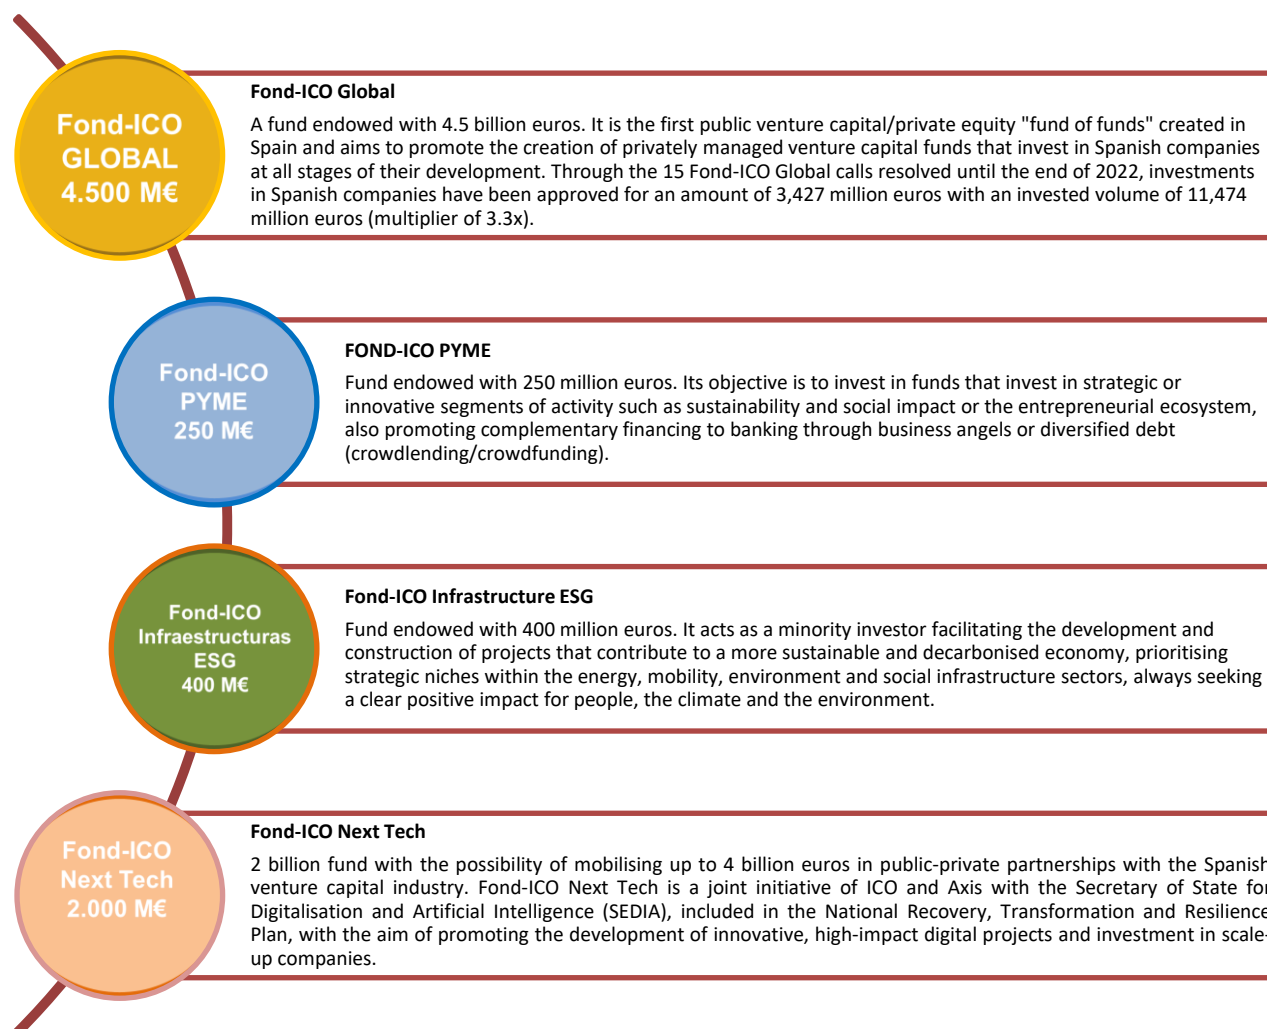 Fond-ICO
GLOBAL
4.500 M€
Fond-ICO Global
A fund endowed with 4.5 billion euros. It is the first public venture capital/private equity "fund of funds" created in
Spain and aims to promote the creation of privately managed venture capital funds that invest in Spanish companies
at all stages of their development. Through the 15 Fond-ICO Global calls resolved until the end of 2022, investments
in Spanish companies have been approved for an amount of 3,427 million euros with an invested volume of 11,474
million euros (multiplier of 3.3x).
Fond-ICO
PYME
250 M€
FOND-ICO PYME
Fund endowed with 250 million euros. Its objective is to invest in funds that invest in strategic or
innovative segments of activity such as sustainability and social impact or the entrepreneurial ecosystem,
also promoting complementary financing to banking through business angels or diversified debt
(crowdlending/crowdfunding).
Fond-ICO
Infraestructuras
ESG
400 M€
Fond-ICO Infrastructure ESG
Fund endowed with 400 million euros. It acts as a minority investor facilitating the development and
construction of projects that contribute to a more sustainable and decarbonised economy, prioritising
strategic niches within the energy, mobility, environment and social infrastructure sectors, always seeking
a clear positive impact for people, the climate and the environment.
Fond-ICO
Next Tech
2.000 M€
Fond-ICO Next Tech
2 billion fund with the possibility of mobilising up to 4 billion euros in public-private partnerships with the Spanish
venture capital industry. Fond-ICO Next Tech is a joint initiative of ICO and Axis with the Secretary of State for
Digitalisation and Artificial Intelligence (SEDIA), included in the National Recovery, Transformation and Resilience
Plan, with the aim of promoting the development of innovative, high-impact digital projects and investment in scale-
up companies.